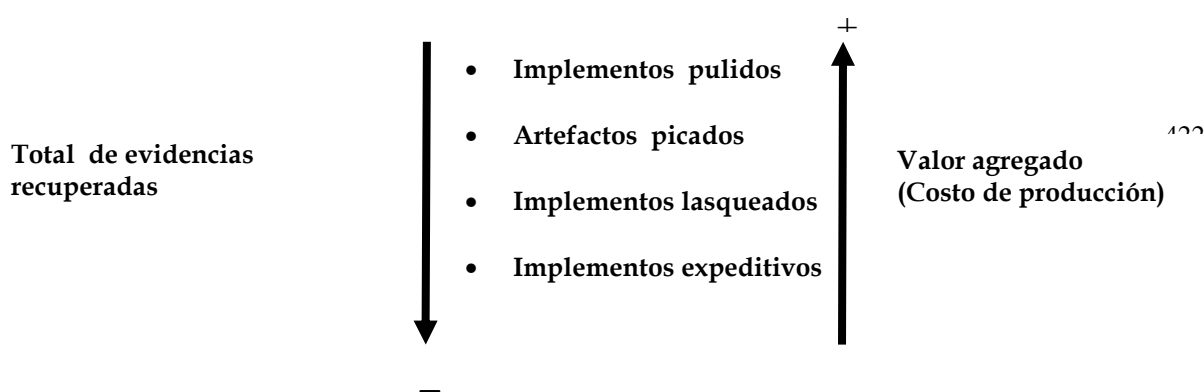 +
• Implementos pulidos
• Artefactos picados
Total de evidencias
recuperadas
Valor agregado
(Costo de producción)
• Implementos lasqueados
• Implementos expeditivos
-